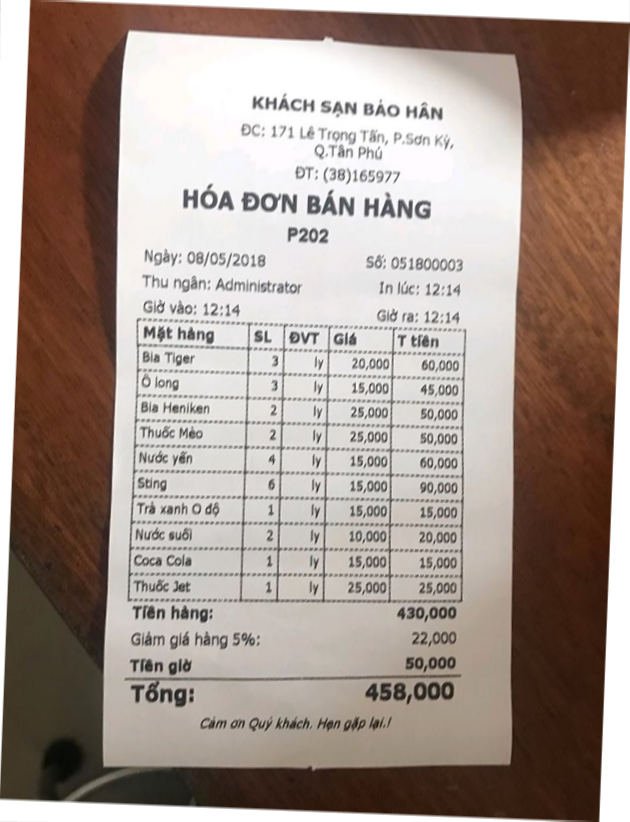 KHÁCH SẠN BẢO HÂN
ĐC: 171 Lê Trọng Tấn, P.Sơn Kỳ,
Q.Tân Phú
ĐT: (38)165977
HÓA ĐƠN BÁN HÀNG
P202
Ngày: 08/05/2018 Số: 051800003
Thu ngân: Administrator In lúc: 12:14
Giờ vào: 12:14 Giờ ra: 12:14
Mặt hàng SL ĐVT Giá T tiền
Bia Tiger 3 ly 20,000 60,000
Ô long 3 ly 15,000 45,000
Bia Heniken 2 ly 25,000 50,000
Thuốc Mèo 2 ly 25,000 50,000
Nước yến 4 ly 15,000 60,000
Sting 6 ly 15,000 90,000
Trà xanh O độ 1 ly 15,000 15,000
Nước suối 2 ly 10,000 20,000
Coca Cola 1 ly 15,000 15,000
Thuốc Jet 1 ly 25,000 25,000
Tiền hàng: 430,000
Giảm giá hàng 5%: 22,000
Tiền giờ 50,000
Tổng: 458,000
Cảm ơn Quý khách. Hẹn gặp lại.!